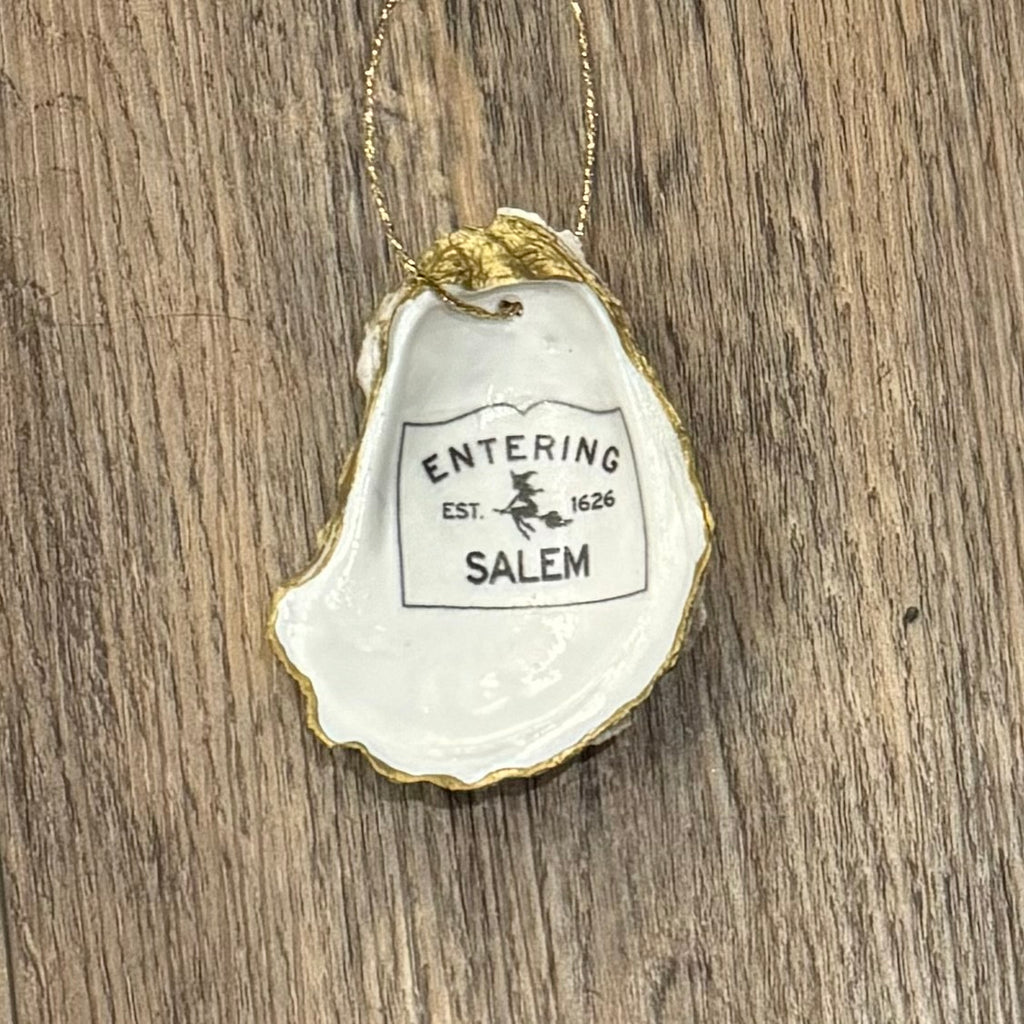 ENTERING
EST. 1626
SALEM